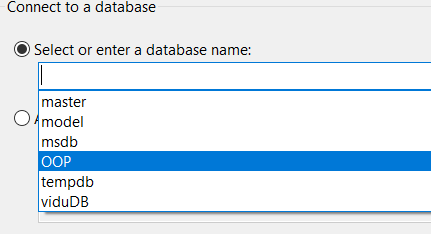 Connect to a database
Select or enter a database name:
master
model
msdb
OOP
tempdb
viduDB